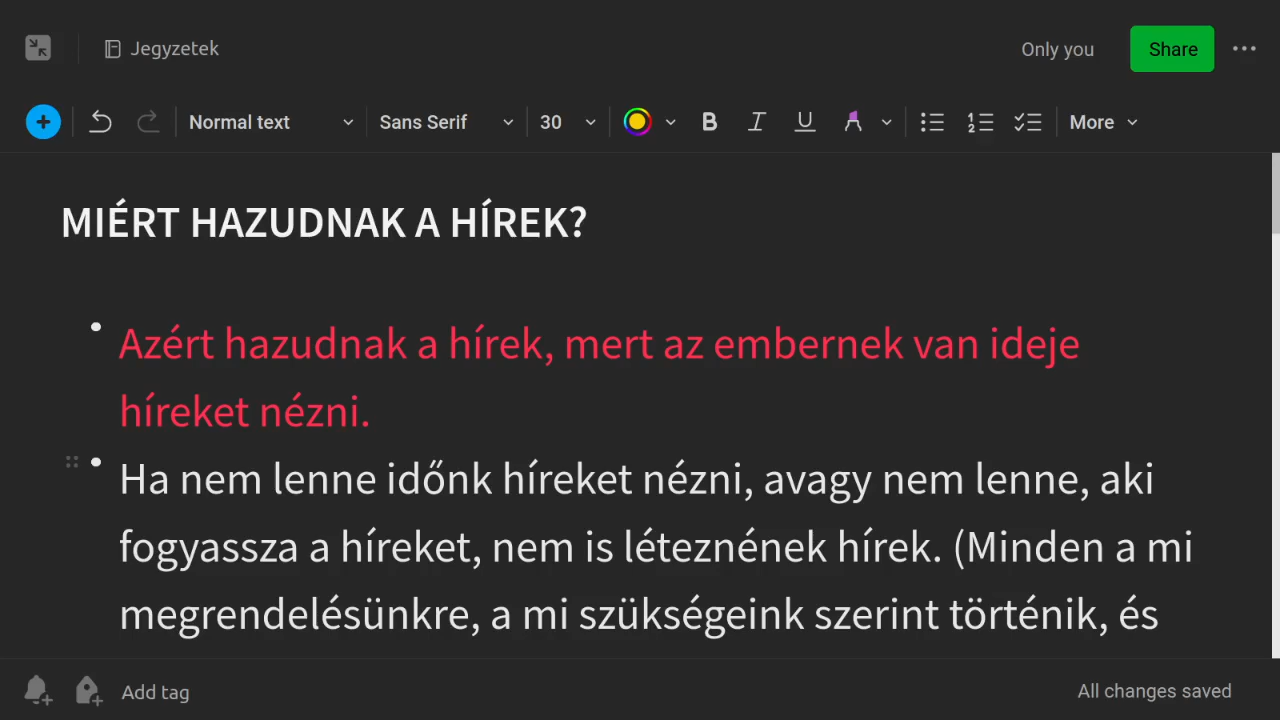 Jegyzetek
Only you
Share
Normal text
Sans Serif
30
B
I
U
More
MIÉRT HAZUDNAK A HÍREK?
Azért hazudnak a hírek, mert az embernek van ideje
híreket nézni.
Ha nem lenne időnk híreket nézni, avagy nem lenne, aki
fogyassza a híreket, nem is léteznének hírek. (Minden a mi
megrendelésünkre, a mi szükségeink szerint történik, és
Add tag
All changes saved